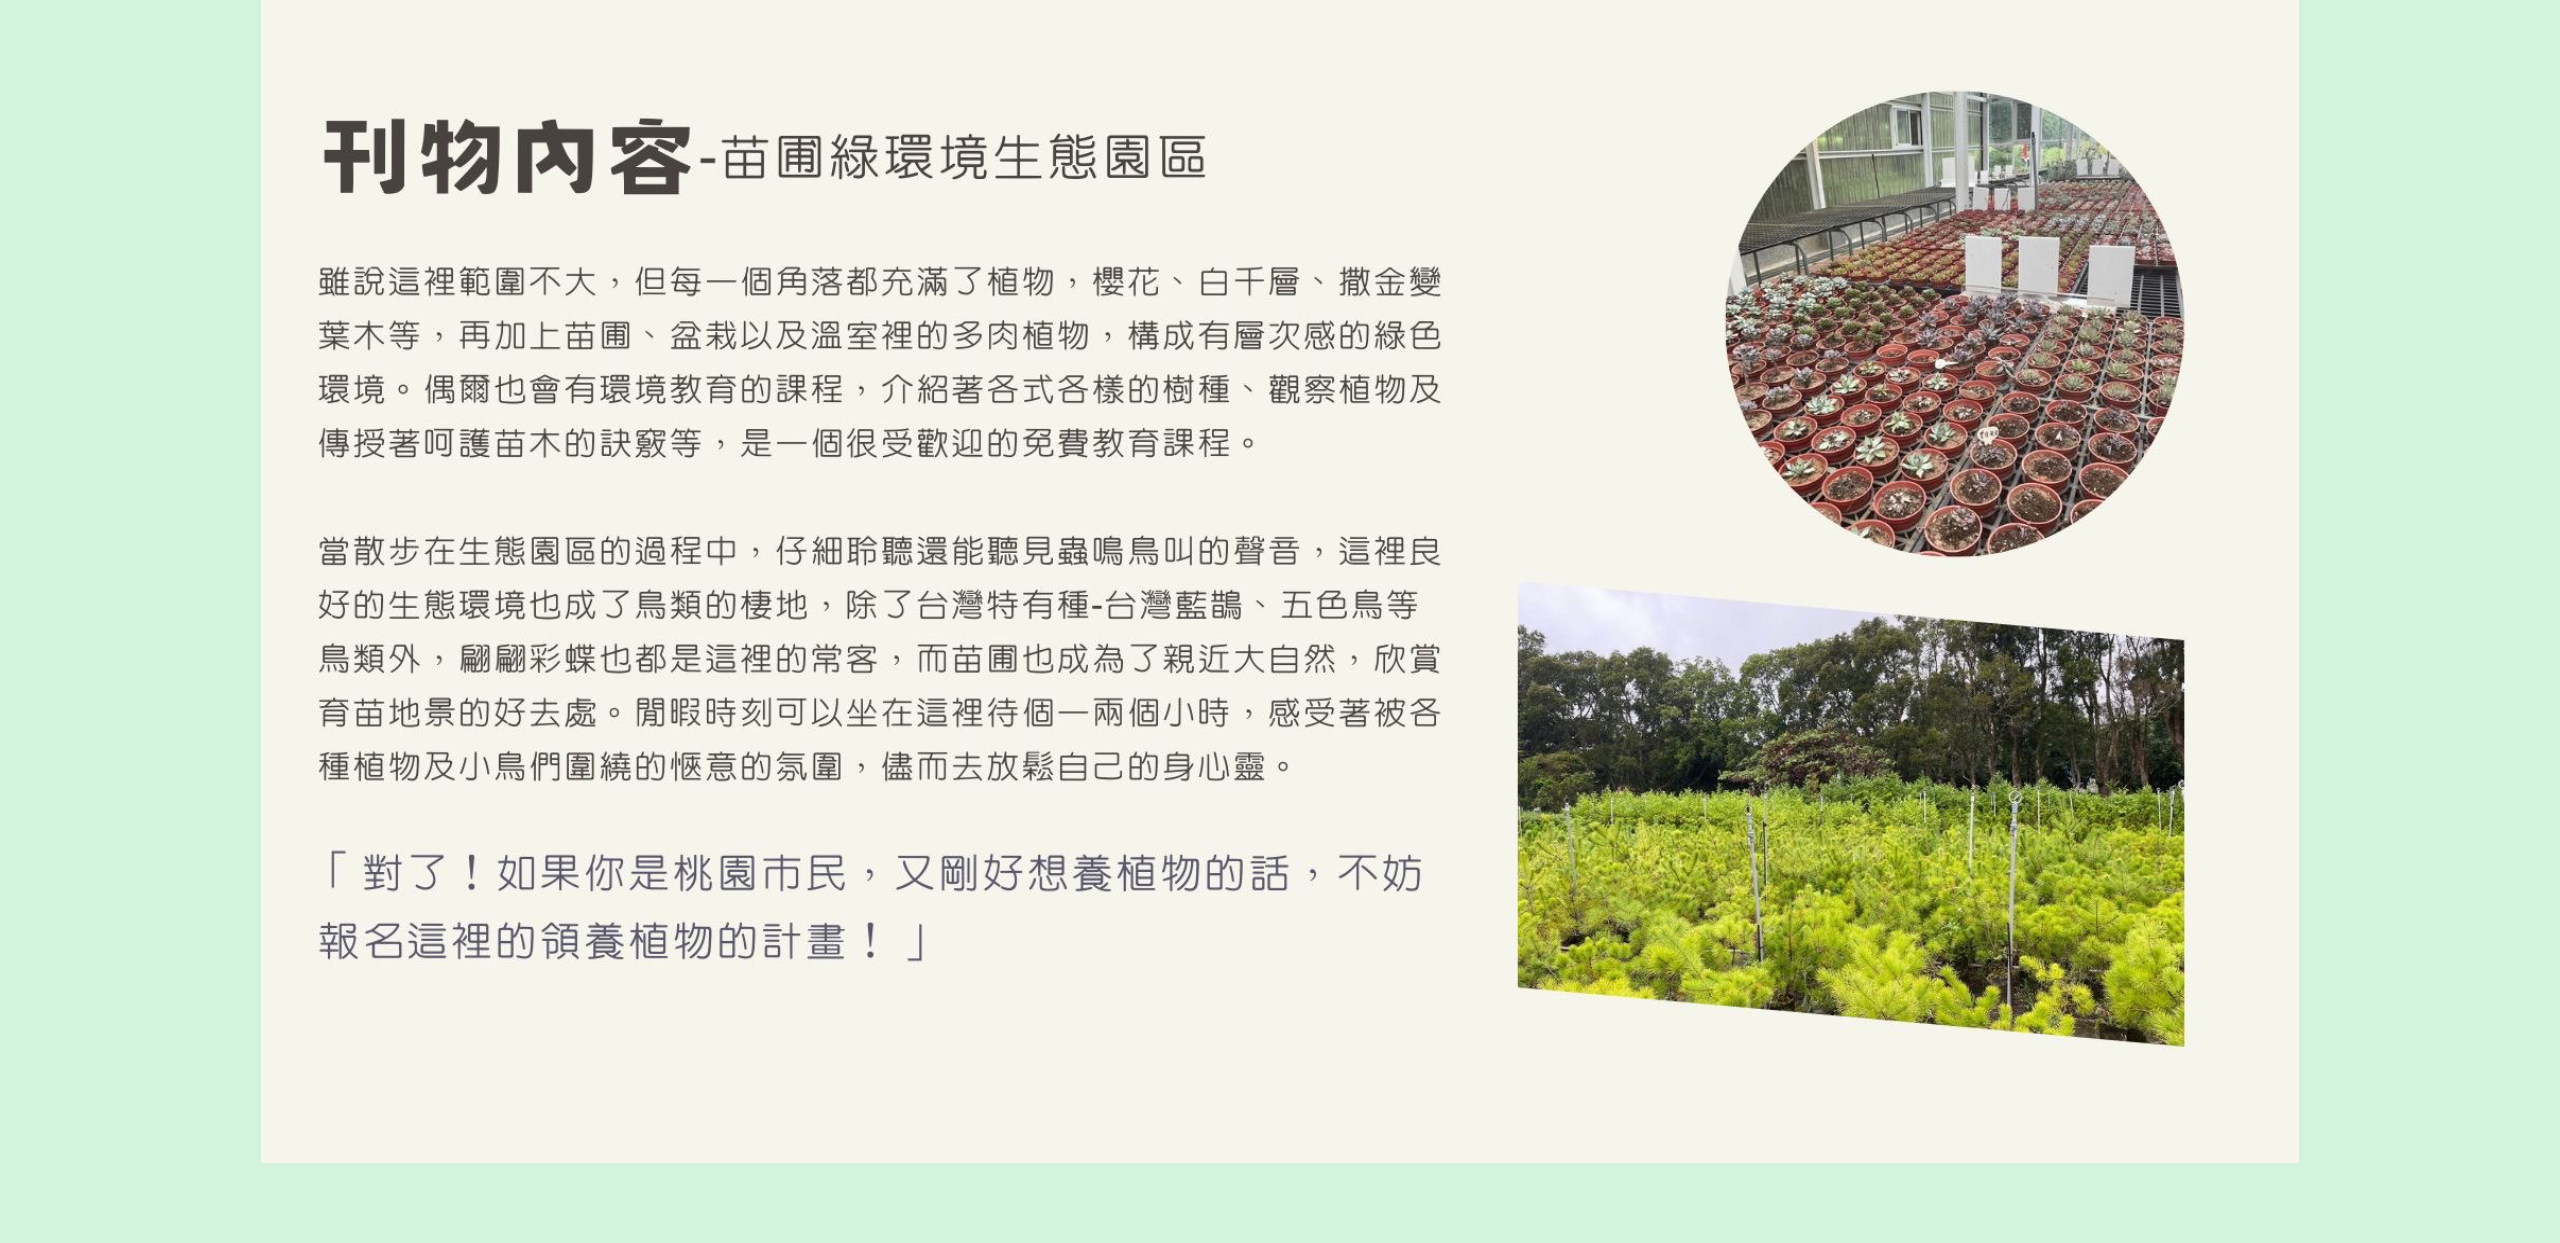 刊物內容-苗圃綠環境生態園區
雖說這裡範圍不大，但每一個角落都充滿了植物，櫻花、白千層、撒金變
葉木等，再加上苗圃、盆栽以及溫室裡的多肉植物，構成有層次感的綠色
環境。偶爾也會有環境教育的課程，介紹著各式各樣的樹種、觀察植物及
傳授著呵護苗木的訣竅等，是一個很受歡迎的免費教育課程。
當散步在生態園區的過程中，仔細聆聽還能聽見蟲鳴鳥叫的聲音，這裡良
好的生態環境也成了鳥類的棲地，除了台灣特有種-台灣藍鵲、五色鳥等
鳥類外，翩翩彩蝶也都是這裡的常客，而苗圃也成為了親近大自然，欣賞
育苗地景的好去處。閒暇時刻可以坐在這裡待個一兩個小時，感受著被各
種植物及小鳥們圍繞的愜意的氛圍，儘而去放鬆自己的身心靈。
「 對了！如果你是桃園市民，又剛好想養植物的話，不妨
報名這裡的領養植物的計畫！ 」